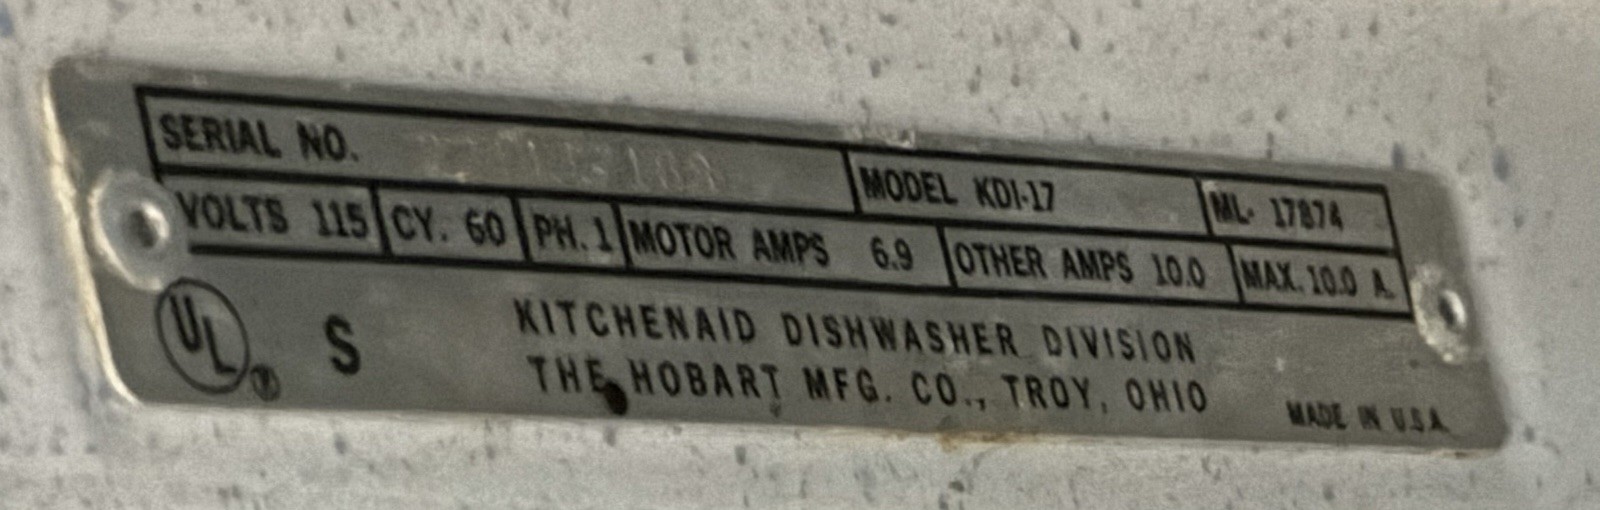 SERIAL NO. MODEL KDI-17 ML- 17874
VOLTS 115 CY. 60 PH. 1 MOTOR AMPS 6.9 OTHER AMPS 10.0 MAX. 10.0 A.
UL ® S KITCHENAID DISHWASHER DIVISION
THE HOBART MFG. CO., TROY, OHIO
MADE IN U.S.A.